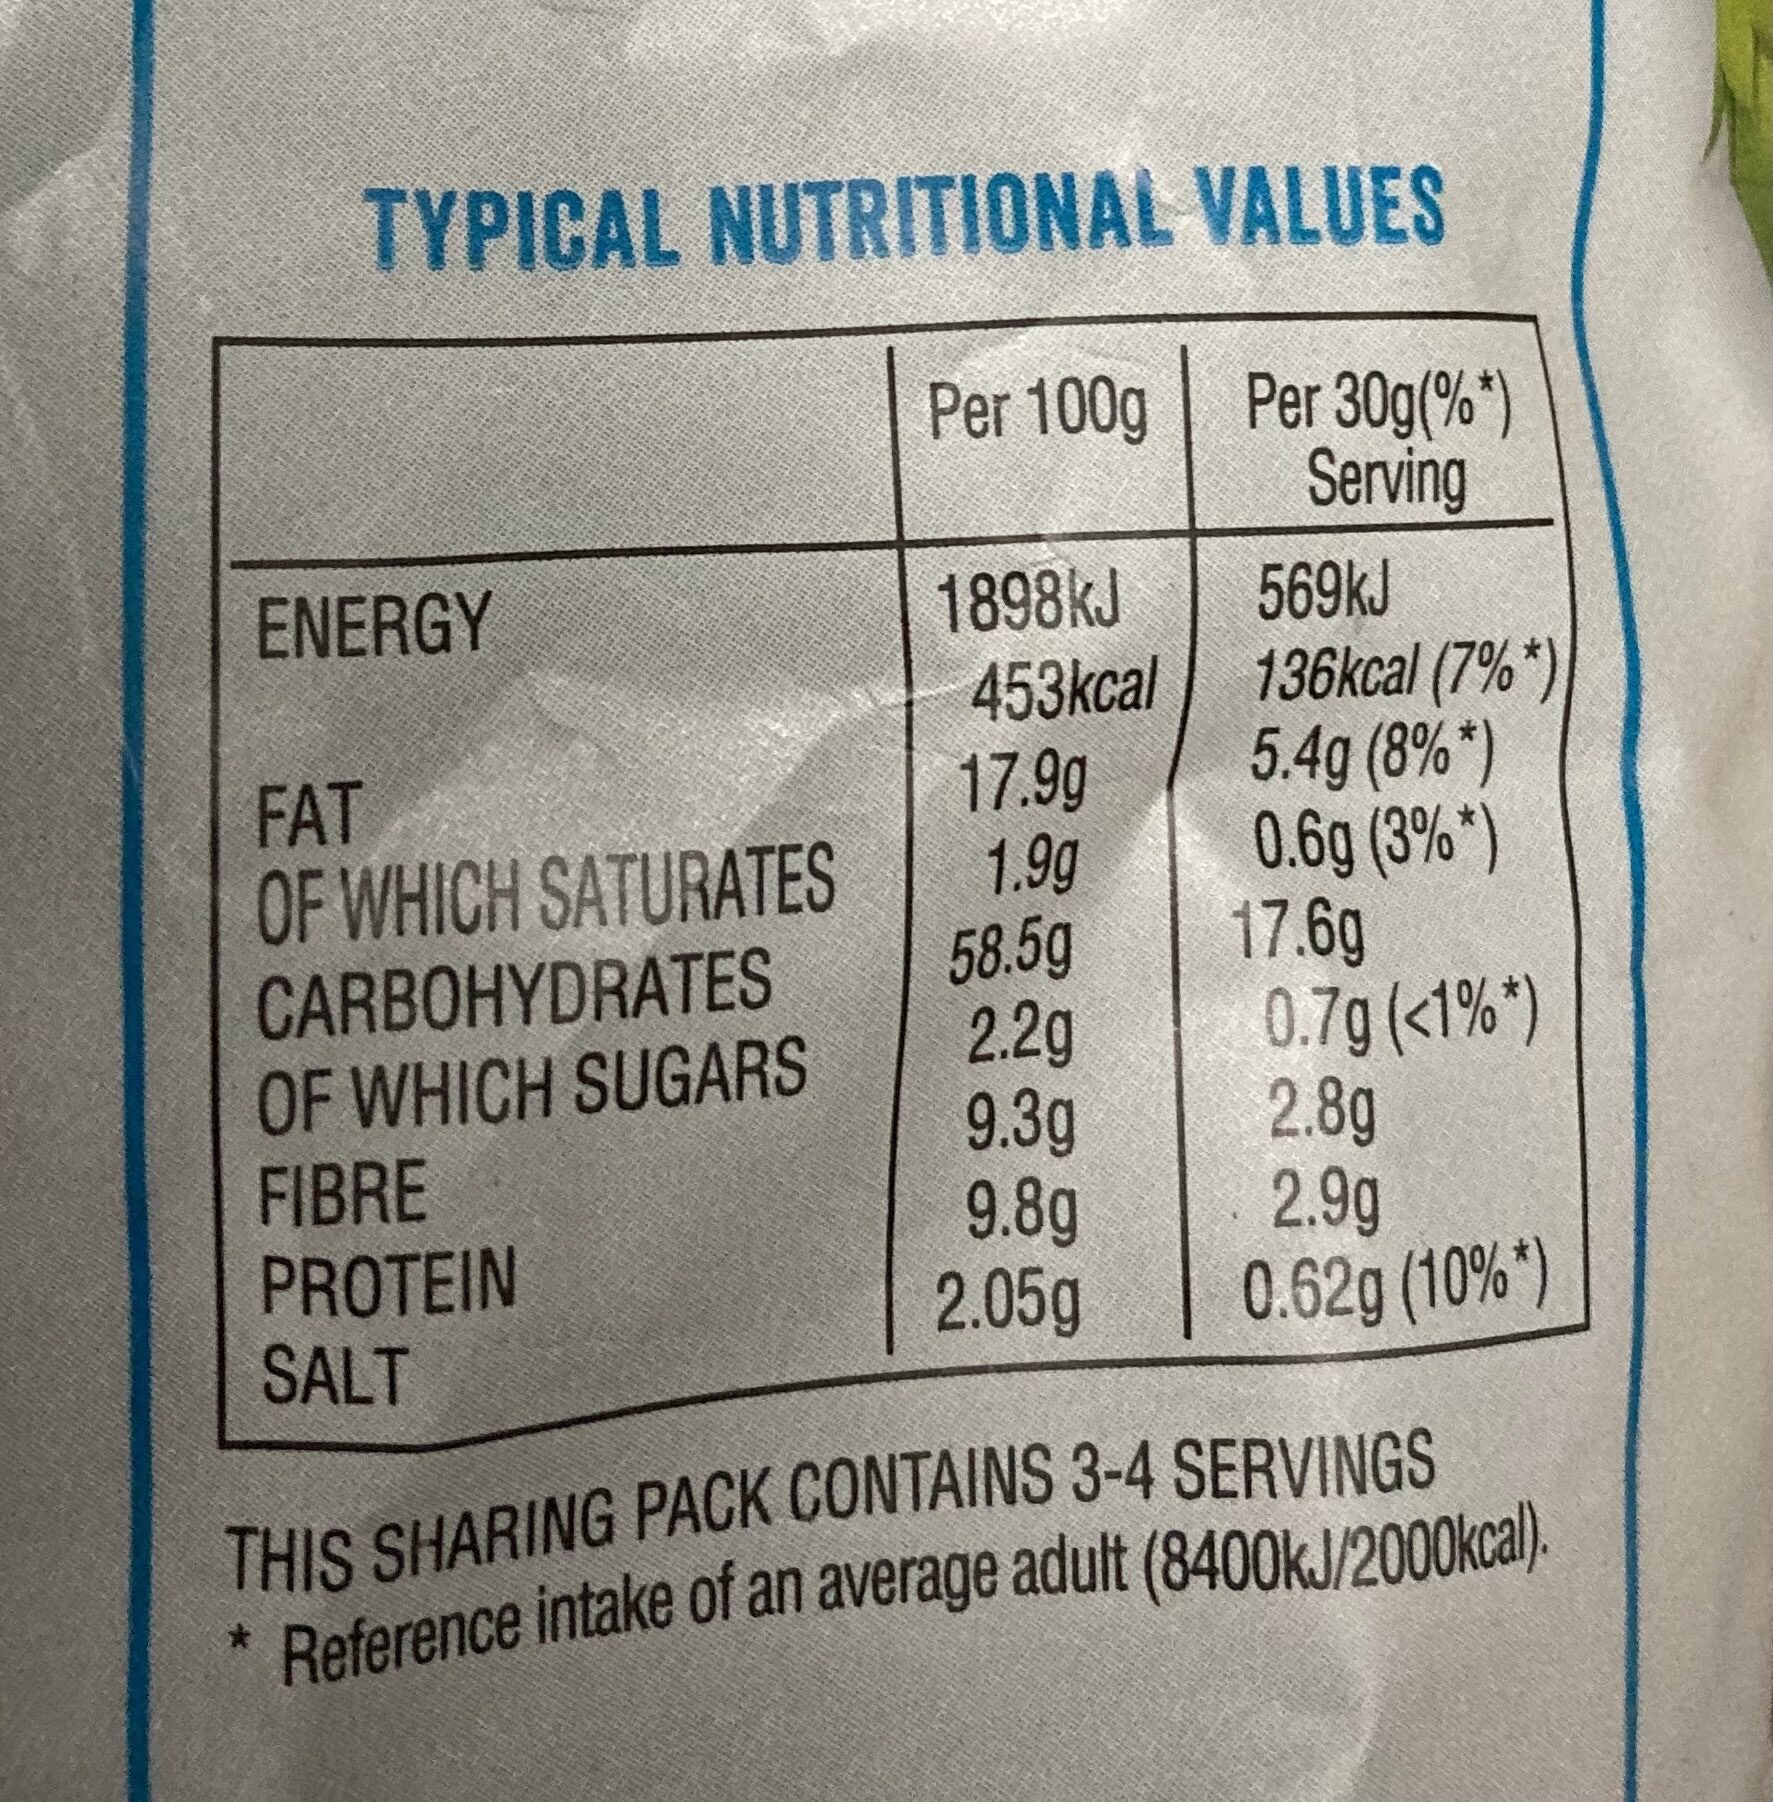 TYPICAL NUTRITIONAL VALUES
Per 100g Per 30g(%*)
Serving
ENERGY 1898kJ 569kJ
453kcal 136kcal (7%*)
FAT 17.9g 5.4g (8%*)
OF WHICH SATURATES 1.9g 0.6g (3%*)
CARBOHYDRATES 58.5g 17.6g
OF WHICH SUGARS 2.2g 0.7g (<1%*)
FIBRE 9.3g 2.8g
PROTEIN 9.8g 2.9g
SALT 2.05g 0.62g (10%*)
THIS SHARING PACK CONTAINS 3-4 SERVINGS
* Reference intake of an average adult (8400kJ/2000kcal).